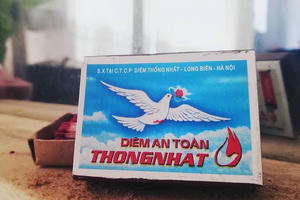 S.X TẠI C.T.C.P DIÊM THỐNG NHẤT - LONG BIÊN - HÀ NỘI
DIÊM AN TOÀN
THONGNHAT